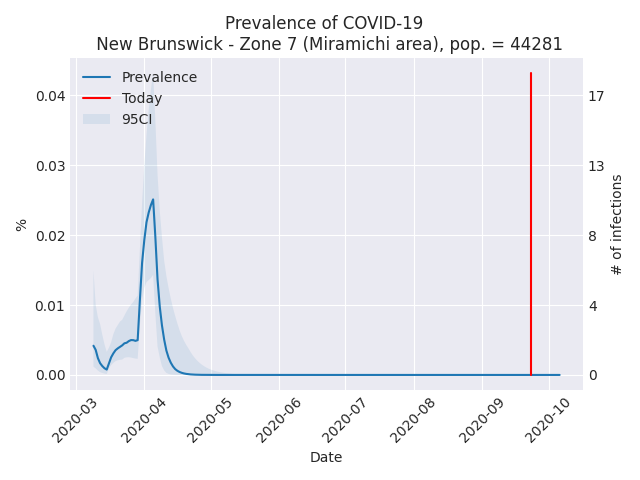 Prevalence of COVID-19
New Brunswick - Zone 7 (Miramichi area), pop. = 44281
Prevalence
Today
95CI
0.04
0.03
0.02
0.01
0.00
%
17
13
8
4
0
# of infections
2020-03
2020-04
2020-05
2020-06
2020-07
2020-08
2020-09
2020-10
Date